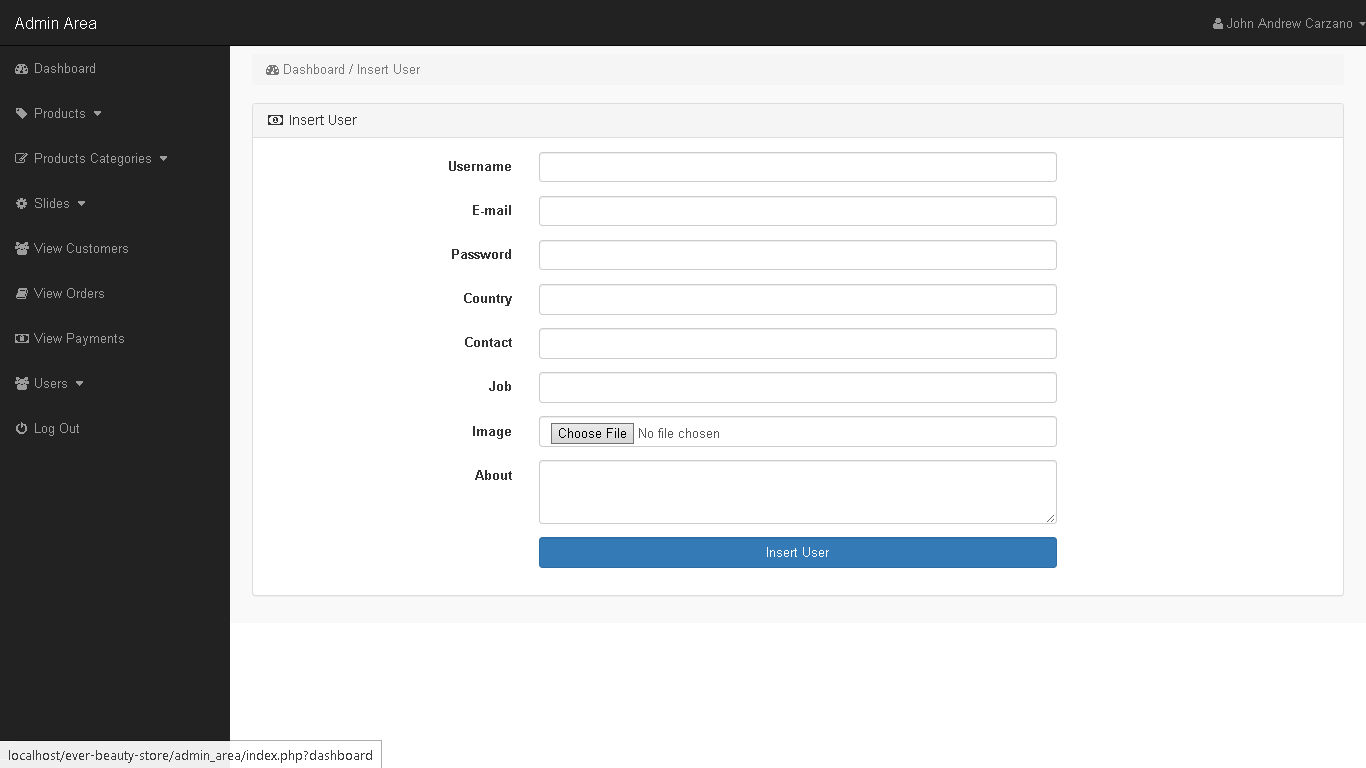 Admin Area
John Andrew Carzano
Dashboard
Products
Products Categories
Slides
View Customers
View Orders
View Payments
Users
Log Out
Dashboard / Insert User
Insert User
Username
E-mail
Password
Country
Contact
Job
Image Choose File No file chosen
About
Insert User
localhost/ever-beauty-store/admin_area/index.php?dashboard